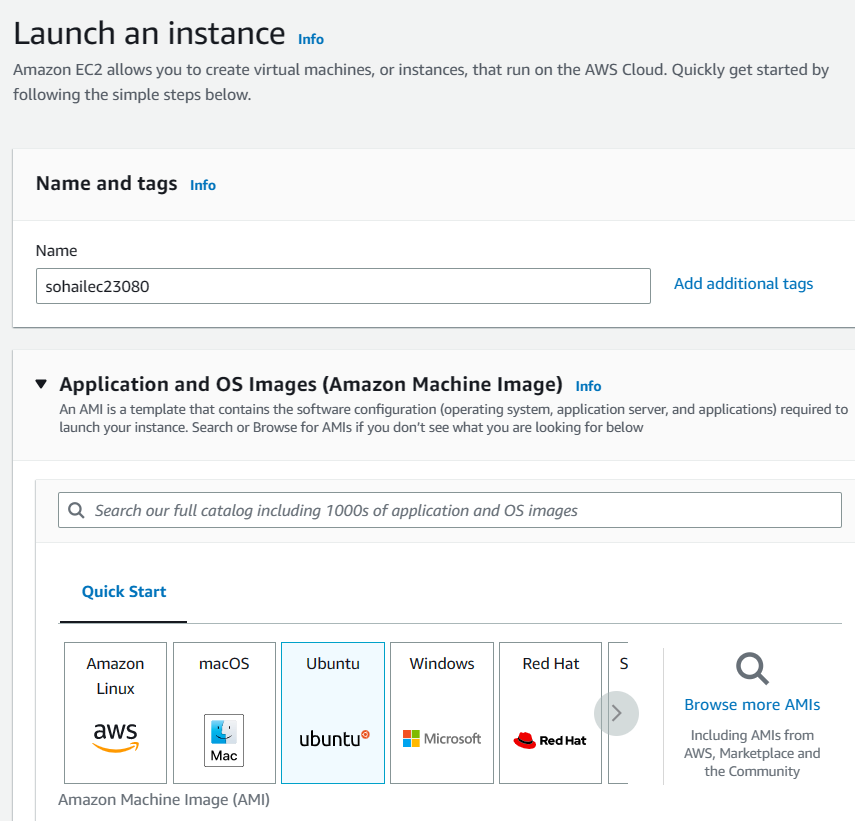 Launch an instance Info
Amazon EC2 allows you to create virtual machines, or instances, that run on the AWS Cloud. Quickly get started by
following the simple steps below.
Name and tags Info
Name
sohailec23080
Add additional tags
Application and OS Images (Amazon Machine Image) Info
An AMI is a template that contains the software configuration (operating system, application server, and applications) required to
launch your instance. Search or Browse for AMIs if you don't see what you are looking for below
Search our full catalog including 1000s of application and OS images
Quick Start
Amazon
Linux
aws
macOS
Mac
Ubuntu
ubuntu
Windows
Microsoft
Red Hat
Red Hat
S
Browse more AMIs
Including AMIs from
AWS, Marketplace and
the Community
Amazon Machine Image (AMI)